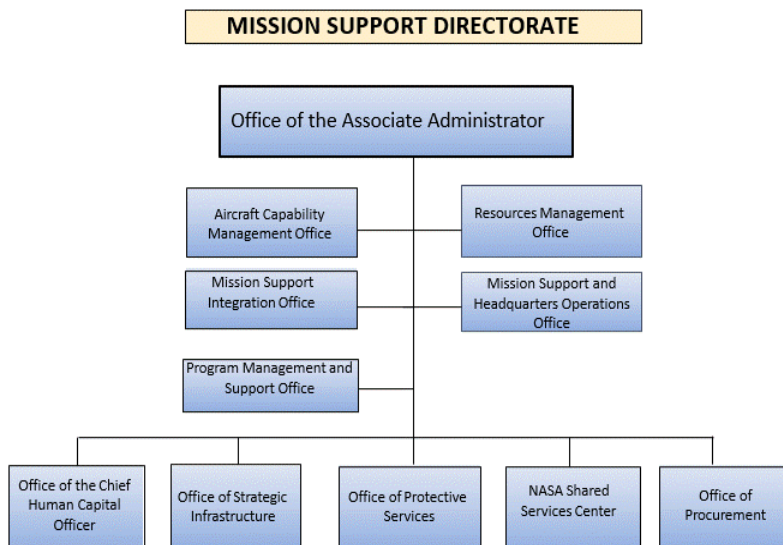 MISSION SUPPORT DIRECTORATE
Office of the Associate Administrator
Aircraft Capability
Management Office
Resources Management
Office
Mission Support
Integration Office
Mission Support and
Headquarters Operations
Office
Program Management and
Support Office
Office of the Chief
Human Capital
Officer
Office of Strategic
Infrastructure
Office of Protective
Services
NASA Shared
Services Center
Office of
Procurement